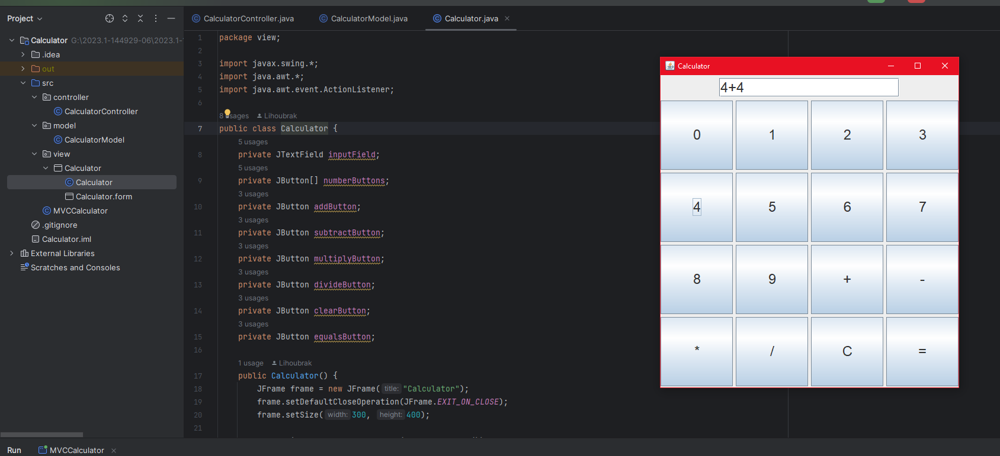 Project
Calculator G:\2023.1-144929-06\2023.1-
.idea
out
src
controller
CalculatorController
model
CalculatorModel
view
Calculator
Calculator
Calculator.form
MVCCalculator
.gitignore
Calculator.iml
External Libraries
Scratches and Consoles
CalculatorController.java CalculatorModel.java Calculator.java
1 package view;
2
3 import javax.swing.*;
4 import java.awt.*;
5 import java.awt.event.ActionListener;
6
8 usages Lihoubrak
7 public class Calculator {
5 usages
8 private JTextField inputField;
5 usages
9 private JButton[] numberButtons;
3 usages
10 private JButton addButton;
3 usages
11 private JButton subtractButton;
3 usages
12 private JButton multiplyButton;
3 usages
13 private JButton divideButton;
3 usages
14 private JButton clearButton;
3 usages
15 private JButton equalsButton;
16
1 usage Lihoubrak
17 public Calculator() {
18 JFrame frame = new JFrame( title: "Calculator");
19 frame.setDefaultCloseOperation(JFrame.EXIT_ON_CLOSE);
20 frame.setSize( width: 300, height: 400);
21
Calculator
4+4
0 1 2 3
4 5 6 7
8 9 + -
* / C =
Run MVCCalculator